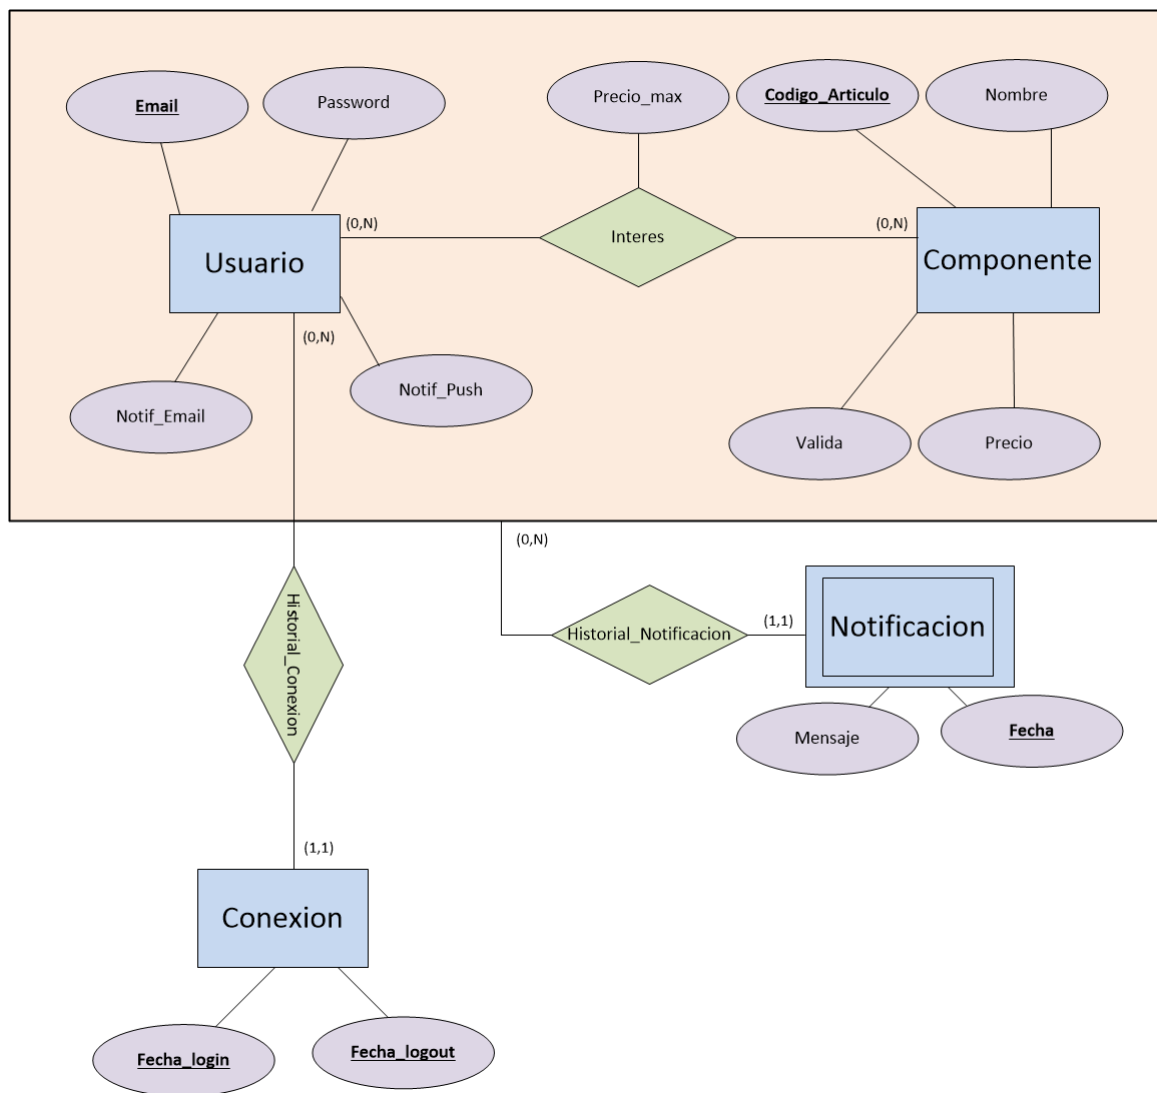 Email
Password
Precio_max
Codigo_Articulo
Nombre
(0,N)
Interes
(0,N)
Usuario
Componente
(0,N)
Notif_Email
Notif_Push
Valida
Precio
(0,N)
Historial_Conexion
Historial_Notificacion
(1,1)
Notificacion
Mensaje
Fecha
(1,1)
Conexion
Fecha_login
Fecha_logout